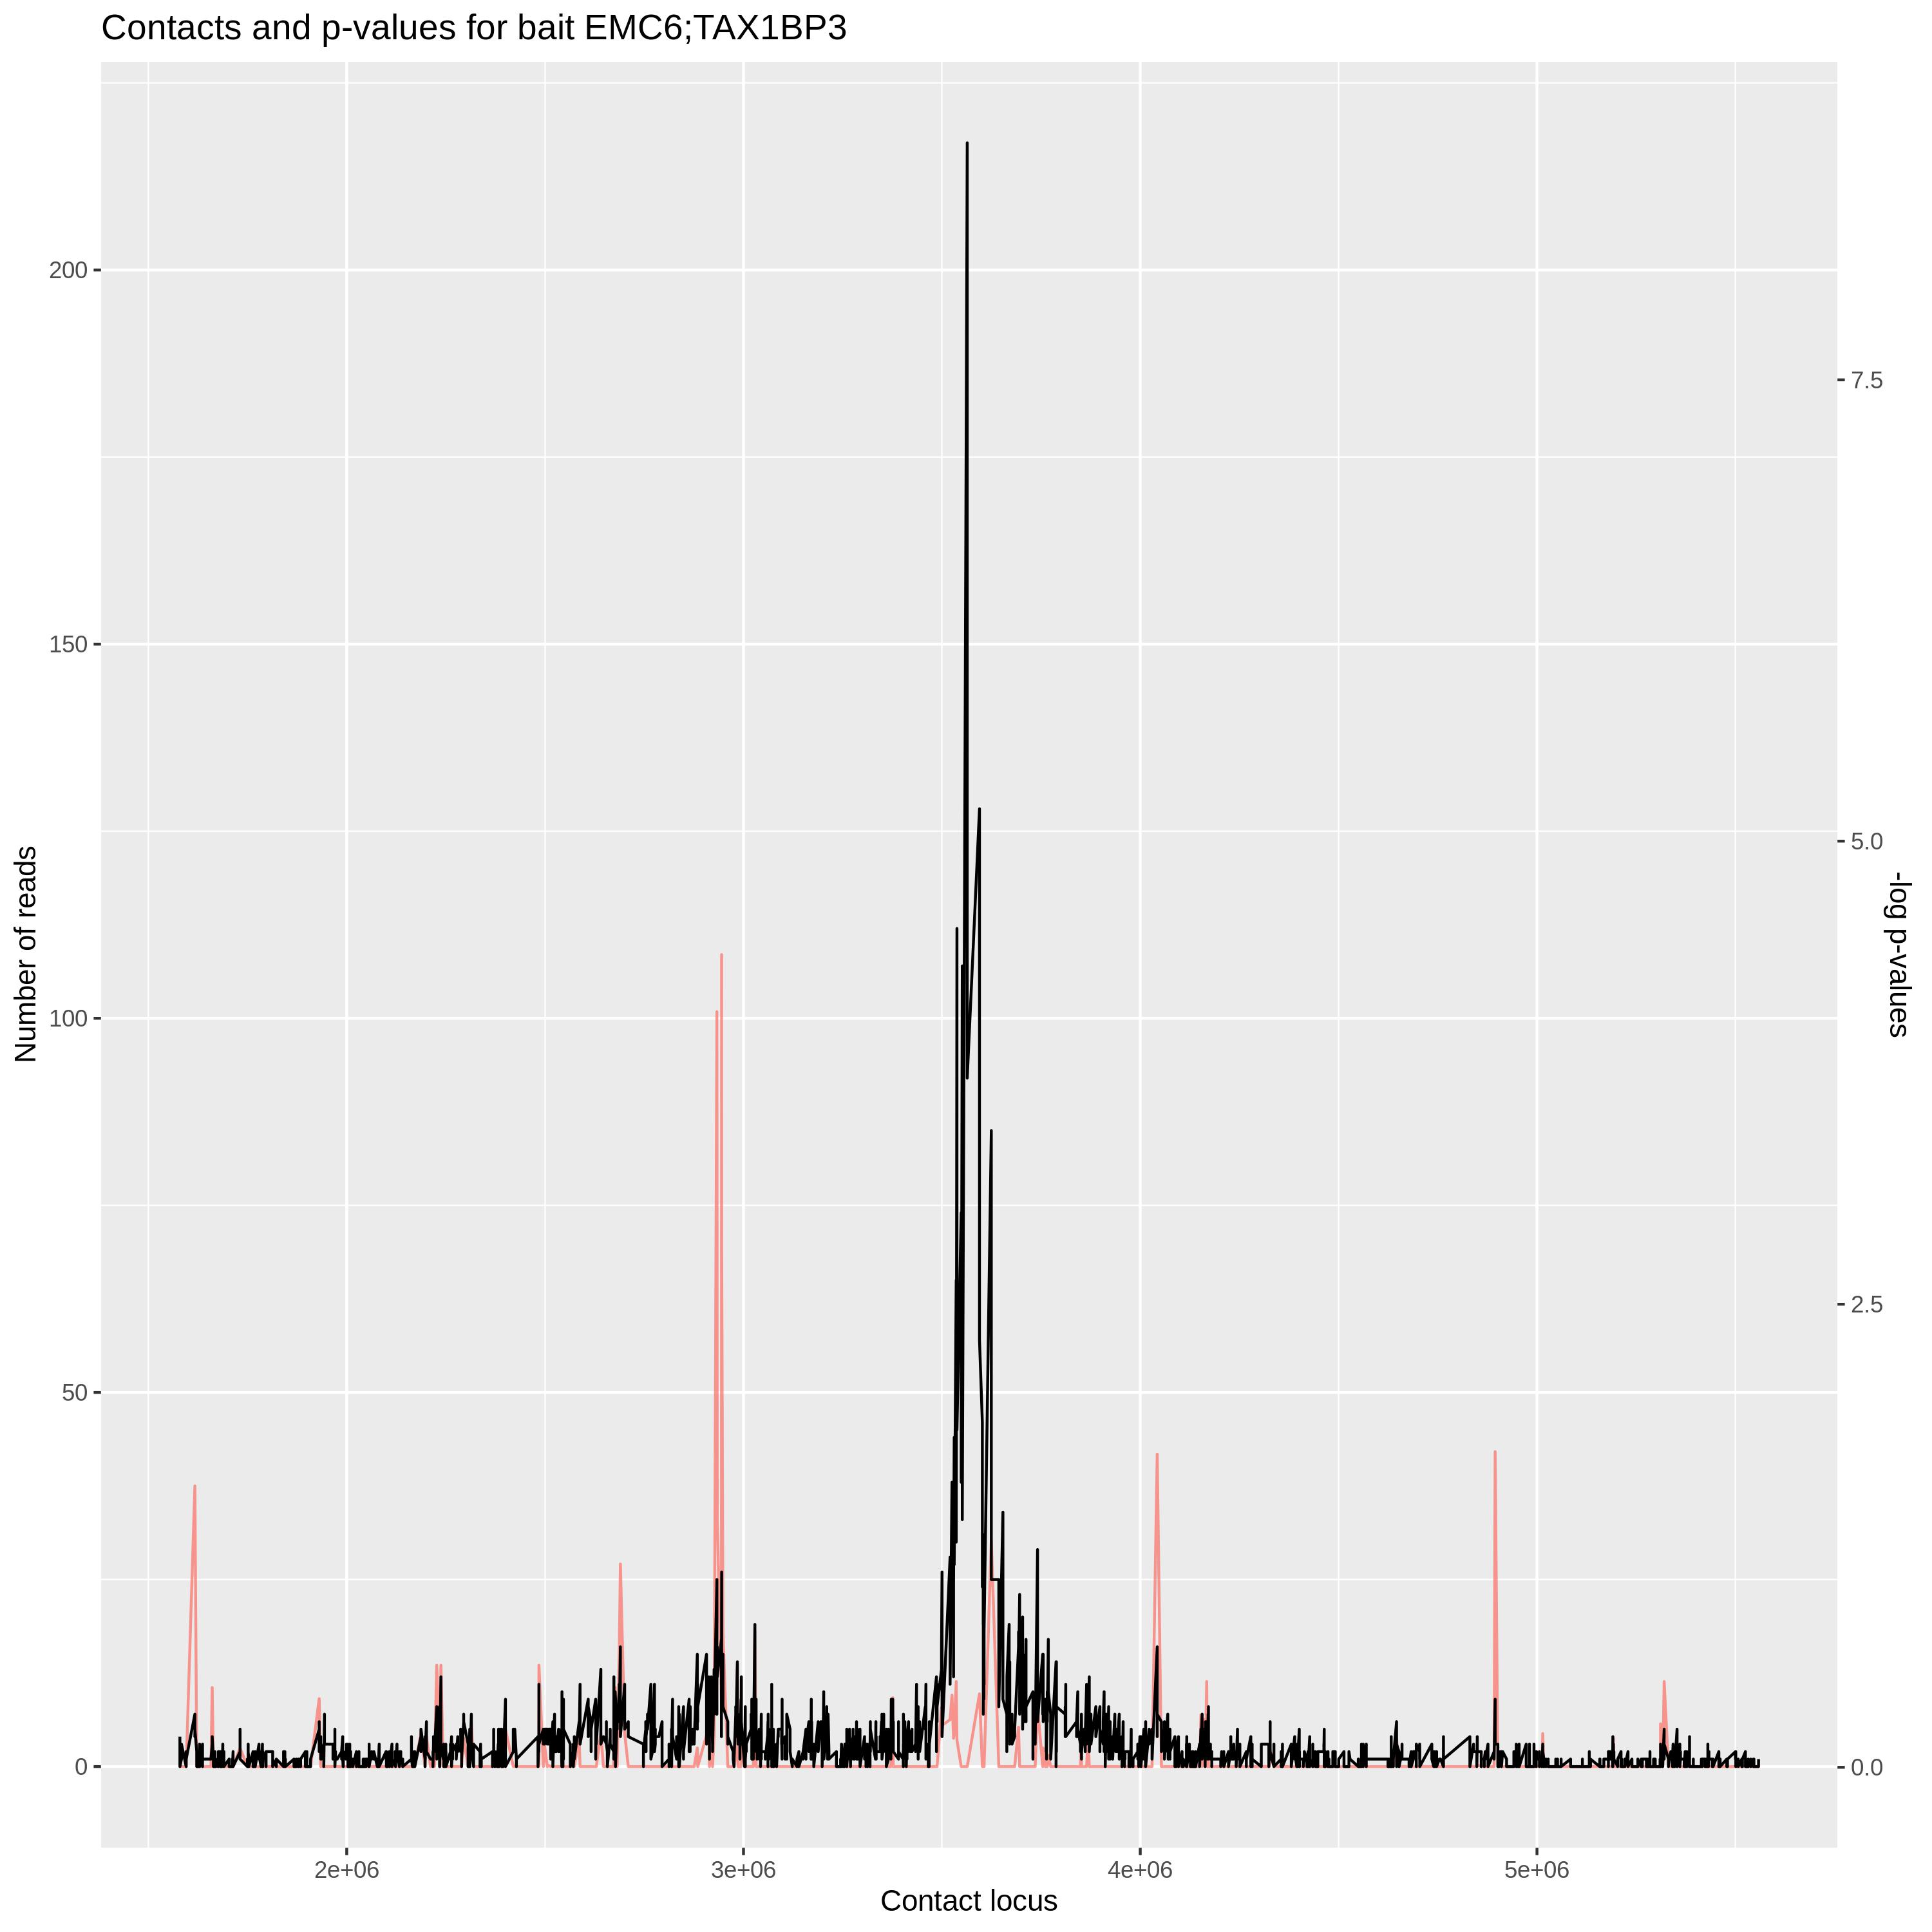 Contacts and p-values for bait EMC6;TAX1BP3
Number of reads
200
150
100
50
0
7.5
5.0
2.5
0.0
-log p-values
2e+06
3e+06
4e+06
5e+06
Contact locus